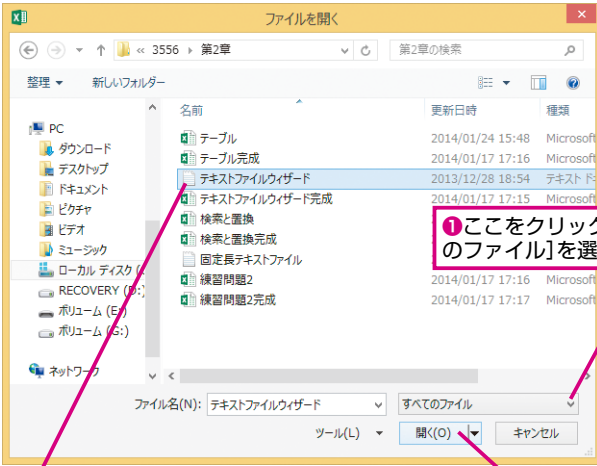 ファイルを開く
« 3556 ▸ 第2章
第2章の検索
整理 ▼ 新しいフォルダー
名前 更新日時 種類
PC
ダウンロード
デスクトップ
ドキュメント
ピクチャ
ビデオ
ミュージック
ローカル ディスク (
RECOVERY (D:)
ボリューム (E:)
ボリューム (G:)
ネットワーク
テーブル 2014/01/24 15:48 Microsoft
テーブル完成 2014/01/17 17:16 Microsoft
テキストファイルウィザード 2013/12/28 18:54 テキスト ド
テキストファイルウィザード完成 2014/01/17 17:15 Microsoft
検索と置換
検索と置換完成
固定長テキストファイル
練習問題2 2014/01/17 17:16 Microsoft
練習問題2完成 2014/01/17 17:17 Microsoft
❶ここをクリック
のファイル]を選
ファイル名(N): テキストファイルウィザード すべてのファイル
ツール(L) ▼ 開く(O) ▼ キャンセル